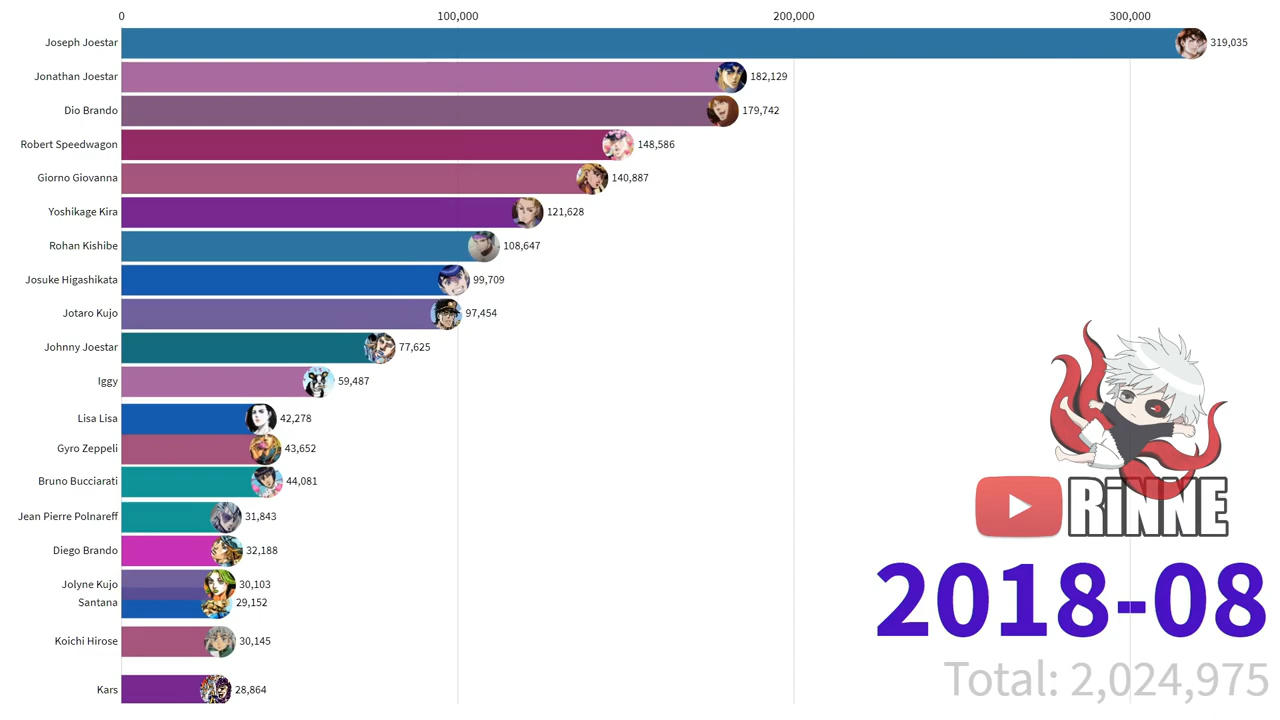 0 100,000 200,000 300,000
Joseph Joestar 319,035
Jonathan Joestar 182,129
Dio Brando 179,742
Robert Speedwagon 148,586
Giorno Giovanna 140,887
Yoshikage Kira 121,628
Rohan Kishibe 108,647
Josuke Higashikata 99,709
Jotaro Kujo 97,454
Johnny Joestar 77,625
Iggy 59,487
Lisa Lisa 42,278
Gyro Zeppeli 43,652
Bruno Bucciarati 44,081
Jean Pierre Polnareff 31,843
Diego Brando 32,188
Jolyne Kujo 30,103
Santana 29,152
Koichi Hirose 30,145
Kars 28,864
RiNNE
2018-08
Total: 2,024,975